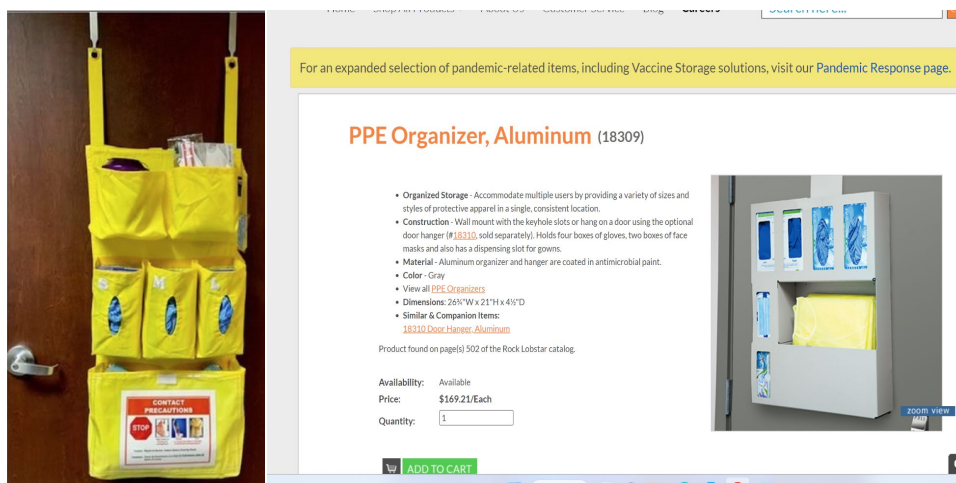 S M L
CONTACT
PRECAUTIONS
STOP
Search here...
For an expanded selection of pandemic-related items, including Vaccine Storage solutions, visit our Pandemic Response page.
PPE Organizer, Aluminum (18309)
• Organized Storage - Accommodate multiple users by providing a variety of sizes and
styles of protective apparel in a single, consistent location.
• Construction - Wall mount with the keyhole slots or hang on a door using the optional
door hanger (#18310, sold separately). Holds four boxes of gloves, two boxes of face
masks and also has a dispensing slot for gowns.
• Material - Aluminum organizer and hanger are coated in antimicrobial paint.
• Color - Gray
• View all PPE Organizers
• Dimensions: 26¾"W x 21"H x 4½"D
• Similar & Companion Items:
18310 Door Hanger, Aluminum
Product found on page(s) 502 of the Rock Lobstar catalog.
Availability: Available
Price: $169.21/Each
Quantity: 1
ADD TO CART
zoom view